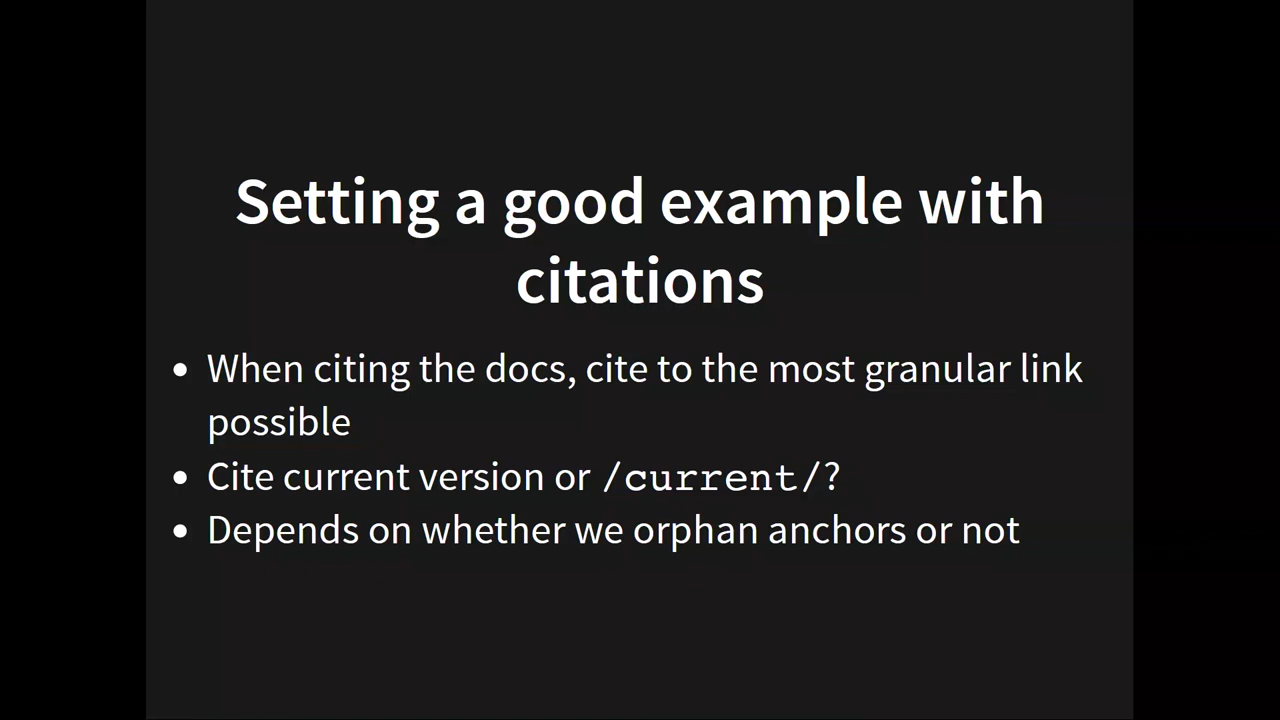 Setting a good example with
citations
• When citing the docs, cite to the most granular link
possible
• Cite current version or /current/?
• Depends on whether we orphan anchors or not